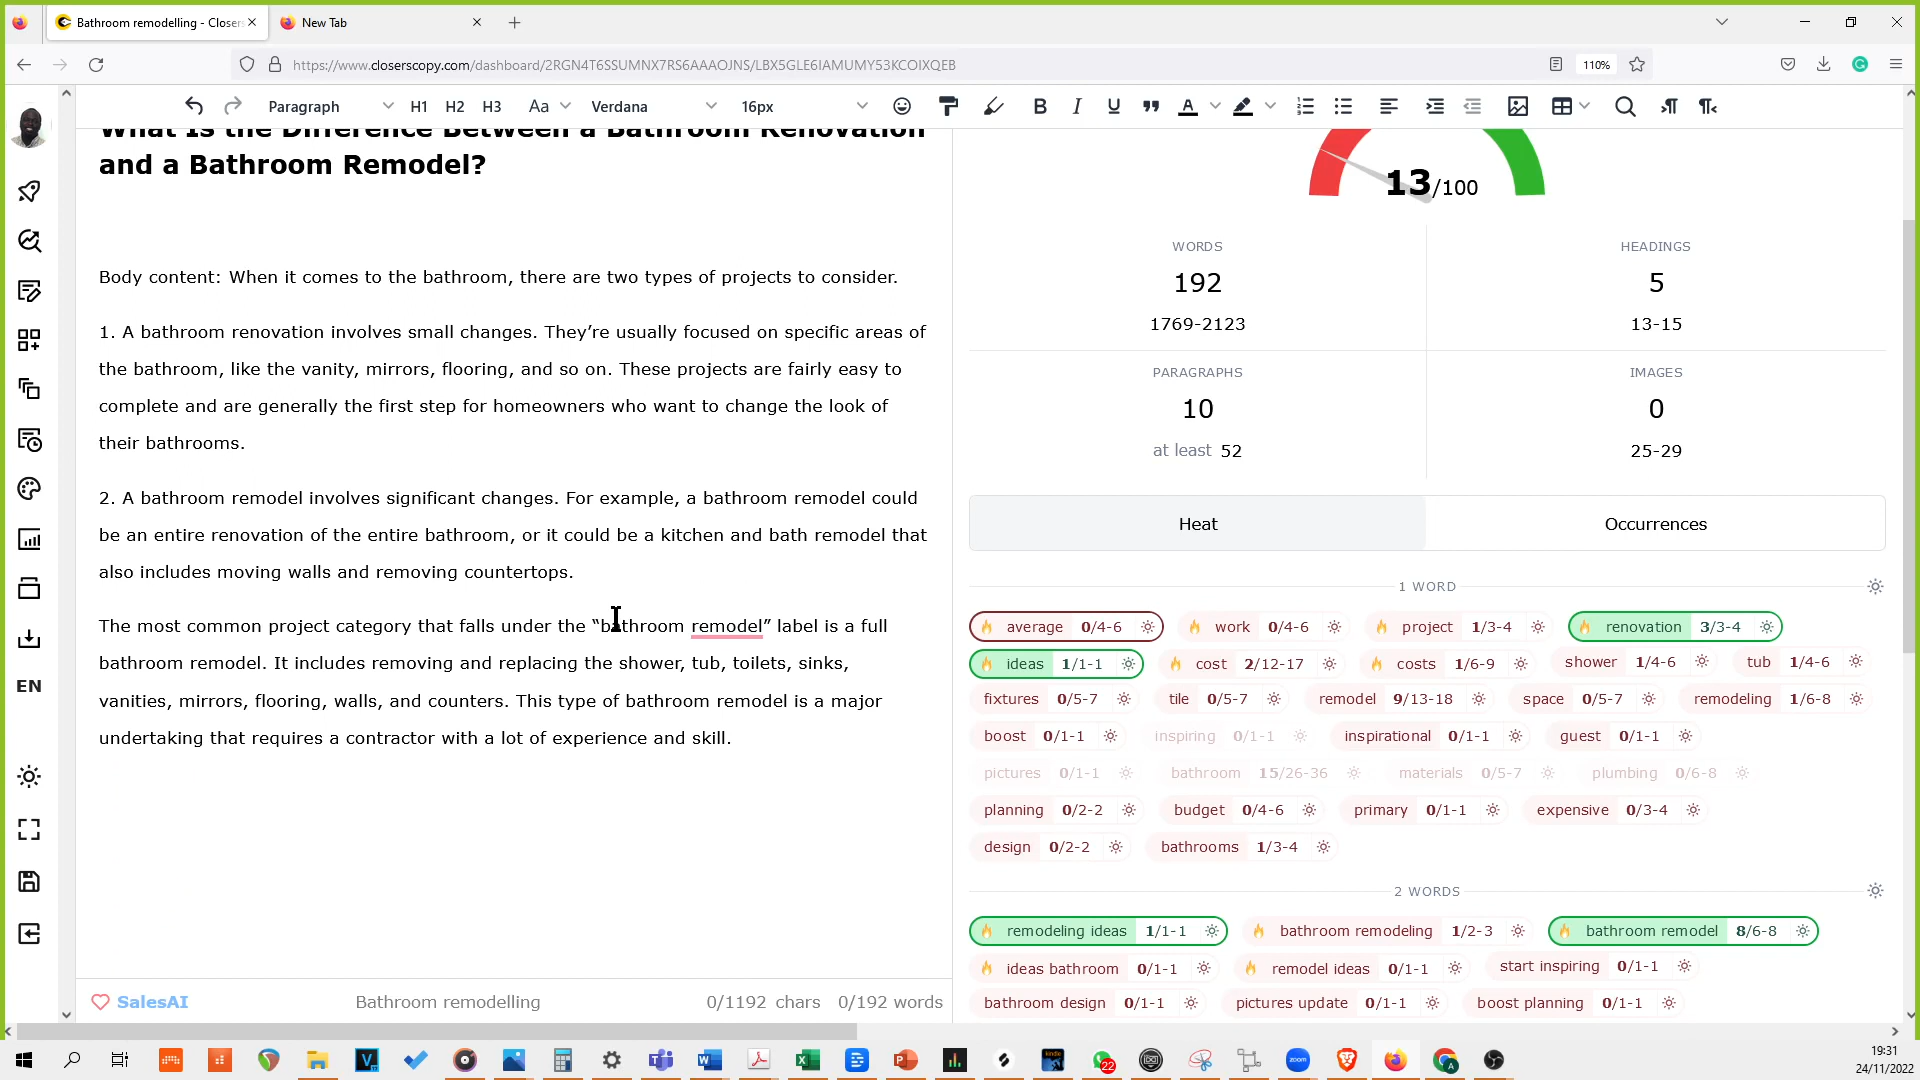 Bathroom remodelling - Closers
New Tab
https://www.closerscopy.com/dashboard/2RGN4T6SSUMNX7RS6AAAOJNS/LBX5GLE6IAMUMY53KCOIXQEB
110%
Paragraph
H1
H2
H3
Aa
Verdana
16px
B
I
U
A
What Is the Difference Between a Bathroom Renovation
and a Bathroom Remodel?
Body content: When it comes to the bathroom, there are two types of projects to consider.
1. A bathroom renovation involves small changes. They’re usually focused on specific areas of
the bathroom, like the vanity, mirrors, flooring, and so on. These projects are fairly easy to
complete and are generally the first step for homeowners who want to change the look of
their bathrooms.
2. A bathroom remodel involves significant changes. For example, a bathroom remodel could
be an entire renovation of the entire bathroom, or it could be a kitchen and bath remodel that
also includes moving walls and removing countertops.
The most common project category that falls under the “bathroom remodel” label is a full
bathroom remodel. It includes removing and replacing the shower, tub, toilets, sinks,
vanities, mirrors, flooring, walls, and counters. This type of bathroom remodel is a major
undertaking that requires a contractor with a lot of experience and skill.
EN
SalesAI
Bathroom remodelling
0/1192 chars
0/192 words
13/100
WORDS
192
1769-2123
HEADINGS
5
13-15
PARAGRAPHS
10
at least 52
IMAGES
0
25-29
Heat
Occurrences
1 WORD
average 0/4-6
work 0/4-6
project 1/3-4
renovation 3/3-4
ideas 1/1-1
cost 2/12-17
costs 1/6-9
shower 1/4-6
tub 1/4-6
fixtures 0/5-7
tile 0/5-7
remodel 9/13-18
space 0/5-7
remodeling 1/6-8
boost 0/1-1
inspiring 0/1-1
inspirational 0/1-1
guest 0/1-1
pictures 0/1-1
bathroom 15/26-36
materials 0/5-7
plumbing 0/6-8
planning 0/2-2
budget 0/4-6
primary 0/1-1
expensive 0/3-4
design 0/2-2
bathrooms 1/3-4
2 WORDS
remodeling ideas 1/1-1
bathroom remodeling 1/2-3
bathroom remodel 8/6-8
ideas bathroom 0/1-1
remodel ideas 0/1-1
start inspiring 0/1-1
bathroom design 0/1-1
pictures update 0/1-1
boost planning 0/1-1
22
19:31
24/11/2022